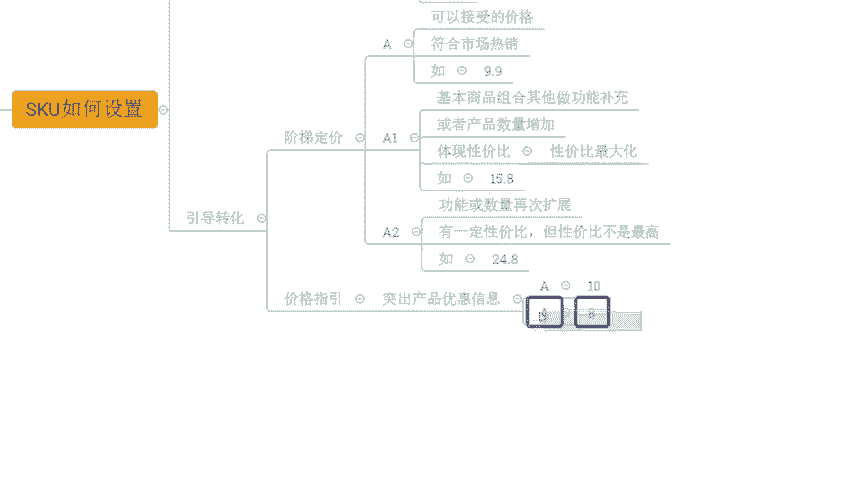 可以接受的价格
A
符合市场热销
如 9.9
基本商品组合其他做功能补充
SKU如何设置
或者产品数量增加
阶梯定价
A1
体现性价比 性价比最大化
如 15.8
功能或数量再次扩展
引导转化
A2
有一定性价比，但性价比不是最高
如 24.8
A 10
价格指引 突出产品优惠信息
8